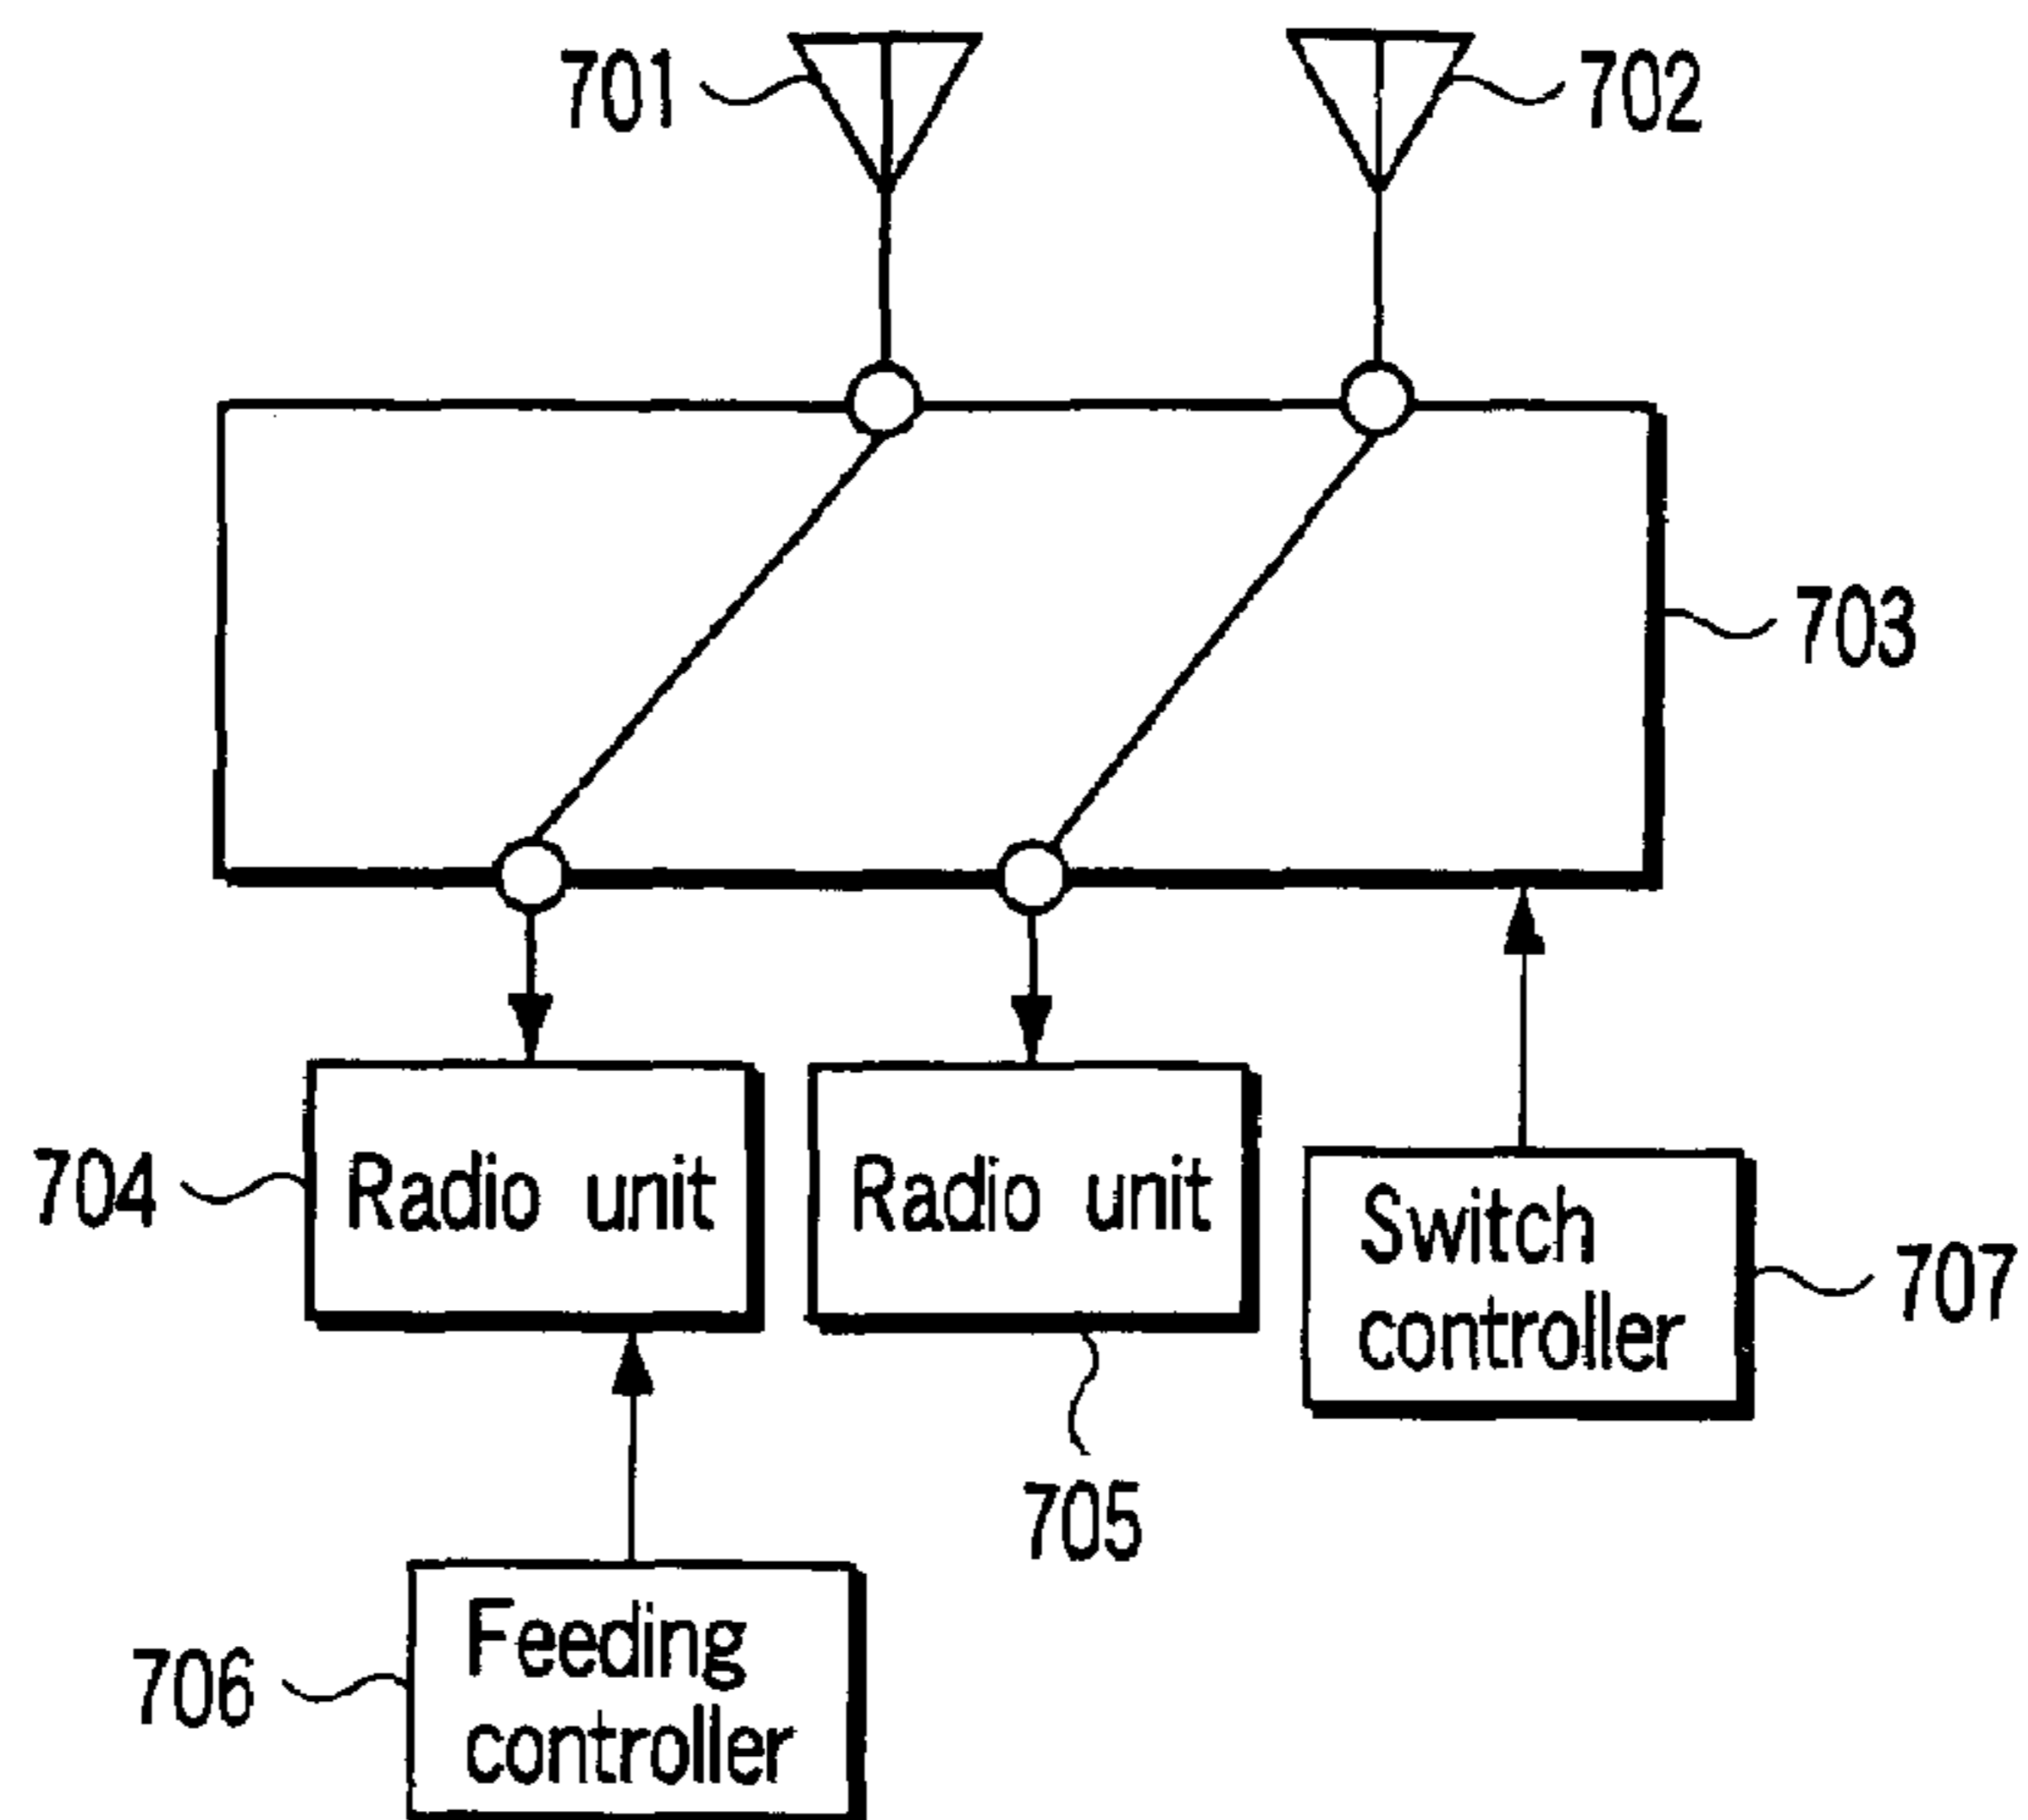 701
702
703
704
Radio unit
Radio unit
Switch
controller
707
705
706
Feeding
controller